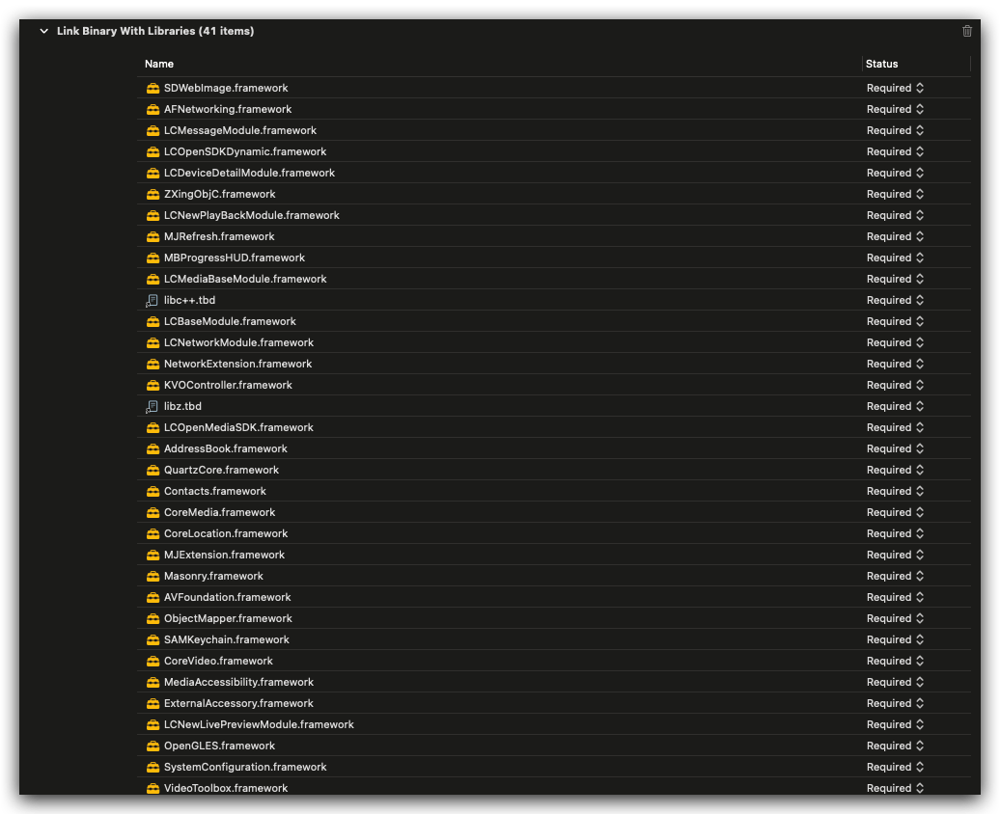 Link Binary With Libraries (41 items)
Name Status
SDWebImage.framework Required
AFNetworking.framework Required
LCMessageModule.framework Required
LCOpenSDKDynamic.framework Required
LCDeviceDetailModule.framework Required
ZXingObjC.framework Required
LCNewPlayBackModule.framework Required
MJRefresh.framework Required
MBProgressHUD.framework Required
LCMediaBaseModule.framework Required
libc++.tbd Required
LCBaseModule.framework Required
LCNetworkModule.framework Required
NetworkExtension.framework Required
KVOController.framework Required
libz.tbd Required
LCOpenMediaSDK.framework Required
AddressBook.framework Required
QuartzCore.framework Required
Contacts.framework Required
CoreMedia.framework Required
CoreLocation.framework Required
MJExtension.framework Required
Masonry.framework Required
AVFoundation.framework Required
ObjectMapper.framework Required
SAMKeychain.framework Required
CoreVideo.framework Required
MediaAccessibility.framework Required
ExternalAccessory.framework Required
LCNewLivePreviewModule.framework Required
OpenGLES.framework Required
SystemConfiguration.framework Required
VideoToolbox.framework Required